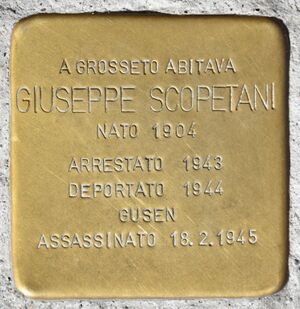 A GROSSETO ABITAVA
GIUSEPPE SCOPETANI
NATO 1904
ARRESTATO 1943
DEPORTATO 1944
GUSEN
ASSASSINATO 18.2.1945